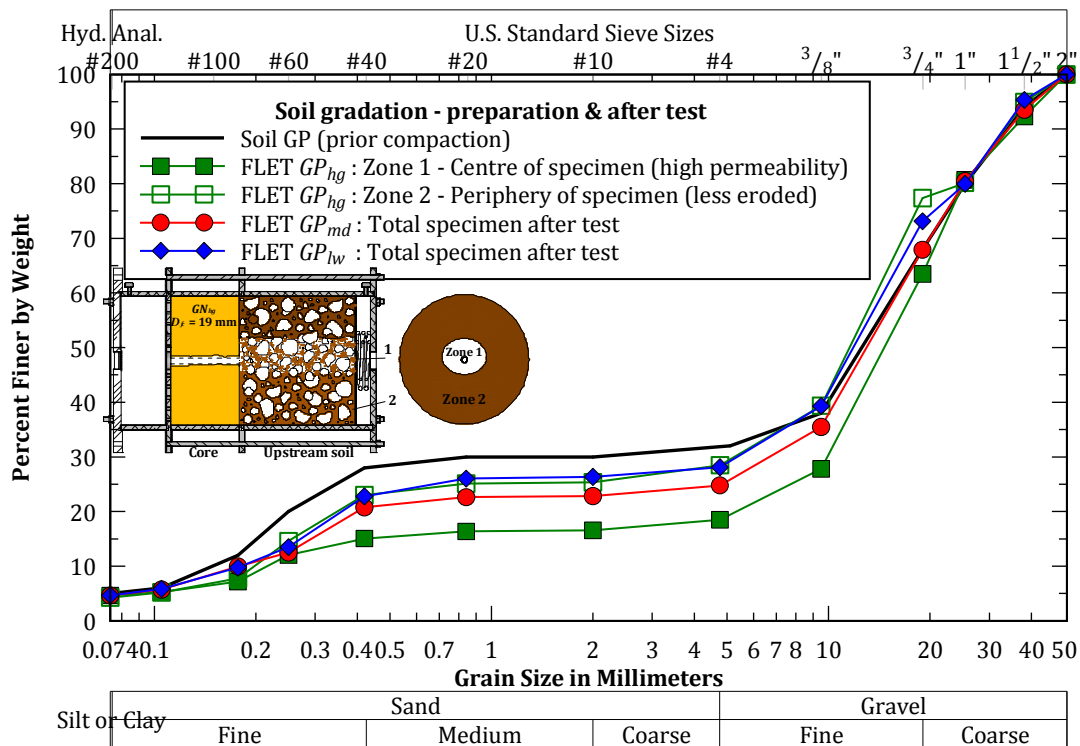 Hyd. Anal. U.S. Standard Sieve Sizes
#200 #100 #60 #40 #20 #10 #4 3/8" 3/4" 1" 1 1/2" 2"
Soil gradation - preparation & after test
Soil GP (prior compaction)
FLET GPhg : Zone 1 - Centre of specimen (high permeability)
FLET GPhg : Zone 2 - Periphery of specimen (less eroded)
FLET GPmd : Total specimen after test
FLET GPlw : Total specimen after test
Percent Finer by Weight
100
90
80
70
60
50
40
30
20
10
0
GNhg
Df = 19 mm
1
2
Core Upstream soil
Zone 1
Zone 2
0.074 0.1 0.2 0.3 0.4 0.5 0.7 1 2 3 4 5 6 7 8 10 20 30 40 50
Grain Size in Millimeters
Silt or Clay Sand Gravel
Fine Medium Coarse Fine Coarse